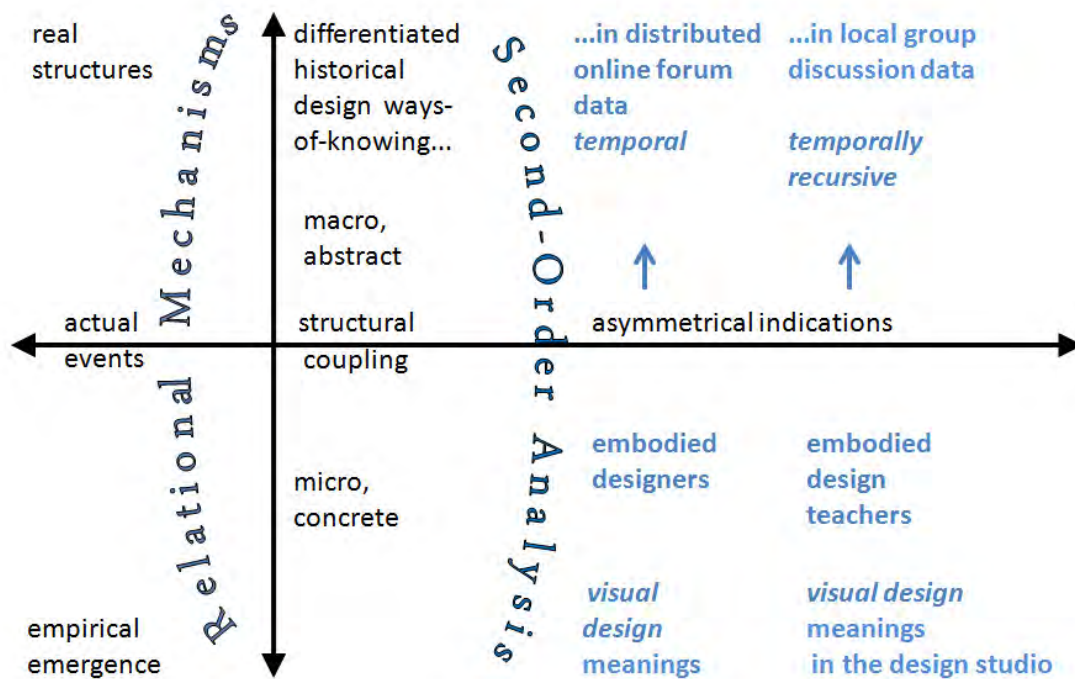 real
structures
Relational Mechanisms
differentiated
historical
design ways-
of-knowing...
macro,
abstract
Second-Order Analysis
...in distributed
online forum
data
temporal
...in local group
discussion data
temporally
recursive
actual
events
structural
coupling
asymmetrical indications
micro,
concrete
embodied
designers
embodied
design
teachers
empirical
emergence
visual
design
meanings
visual design
meanings
in the design studio